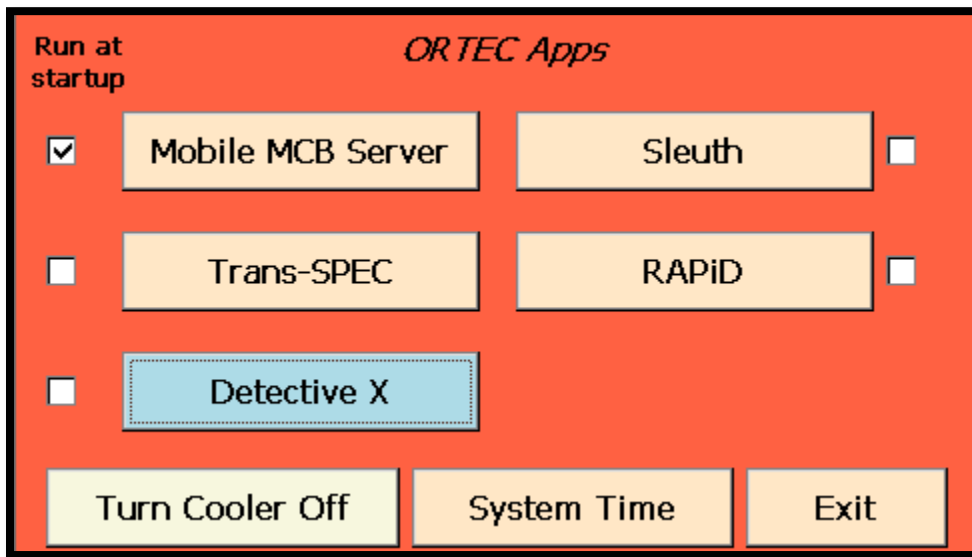 Run at
startup
ORTEC Apps
Mobile MCB Server
Sleuth
Trans-SPEC
RAPiD
Detective X
Turn Cooler Off
System Time
Exit